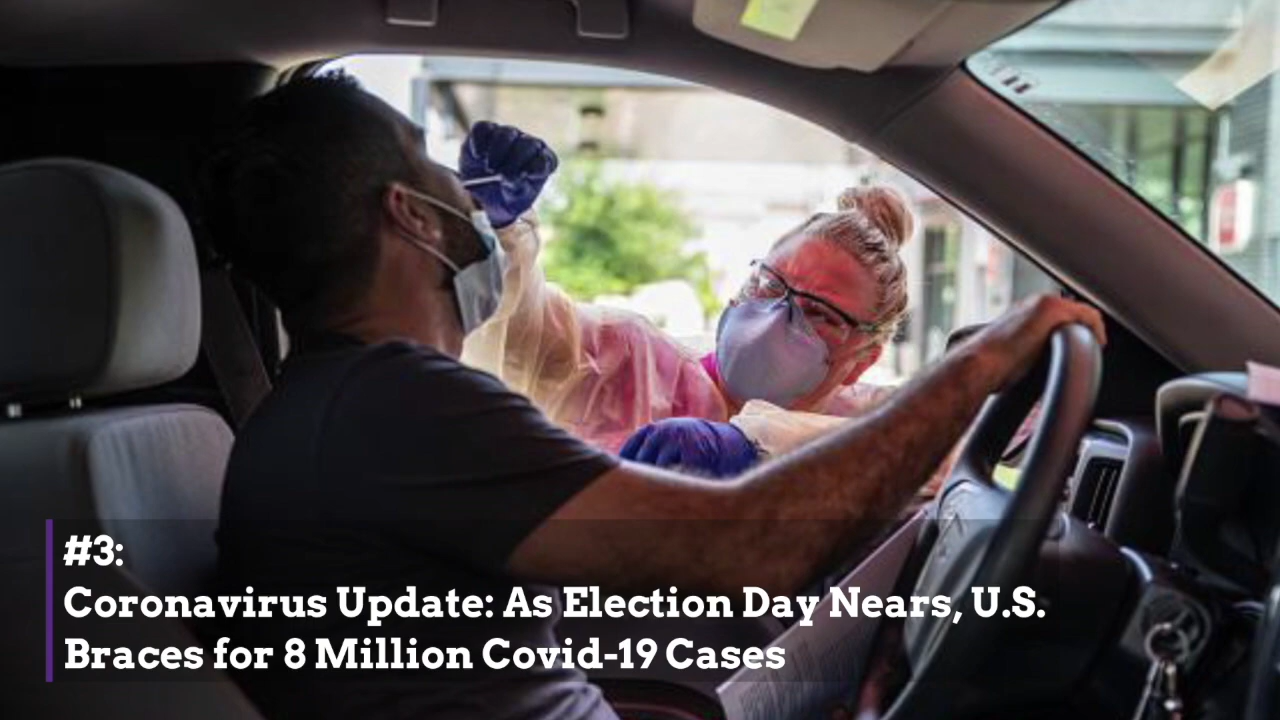 #3:
Coronavirus Update: As Election Day Nears, U.S.
Braces for 8 Million Covid-19 Cases